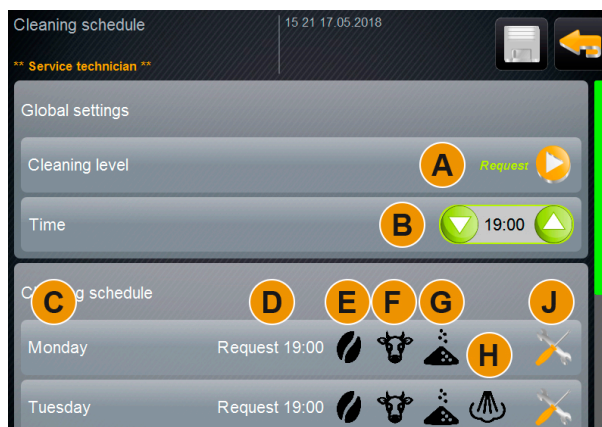 Cleaning schedule 15 21 17.05.2018
** Service technician **
Global settings
Cleaning level A Request
Time B 19:00
C g schedule D E F G J
Monday Request 19:00 H
Tuesday Request 19:00